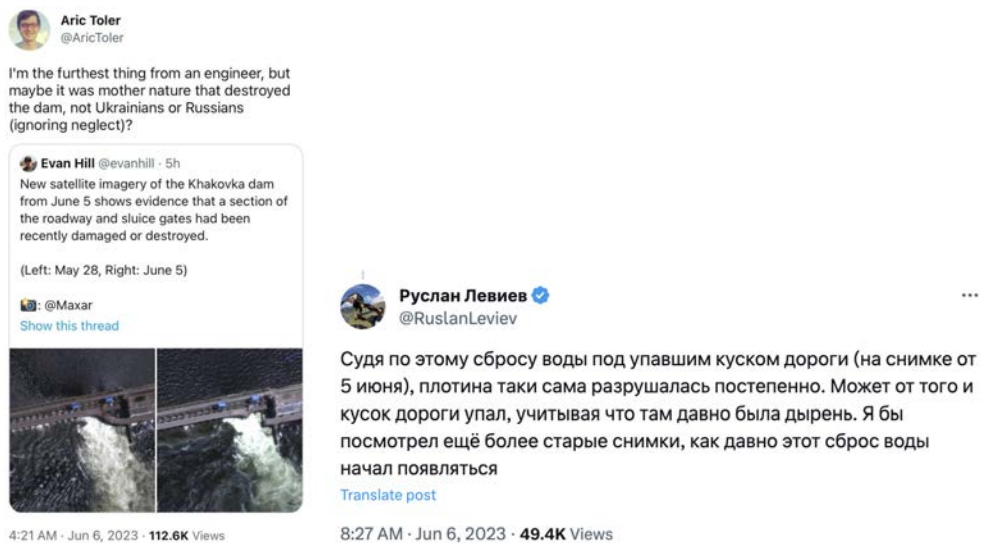 Aric Toler
@AricToler
I'm the furthest thing from an engineer, but
maybe it was mother nature that destroyed
the dam, not Ukrainians or Russians
(ignoring neglect)?
Evan Hill @evanhill · 5h
New satellite imagery of the Khakovka dam
from June 5 shows evidence that a section of
the roadway and sluice gates had been
recently damaged or destroyed.
(Left: May 28, Right: June 5)
📷: @Maxar
Show this thread
4:21 AM · Jun 6, 2023 · 112.6K Views
Руслан Левиев
@RuslanLeviev
Судя по этому сбросу воды под упавшим куском дороги (на снимке от
5 июня), плотина таки сама разрушалась постепенно. Может от того и
кусок дороги упал, учитывая что там давно была дырень. Я бы
посмотрел ещё более старые снимки, как давно этот сброс воды
начал появляться
Translate post
8:27 AM · Jun 6, 2023 · 49.4K Views